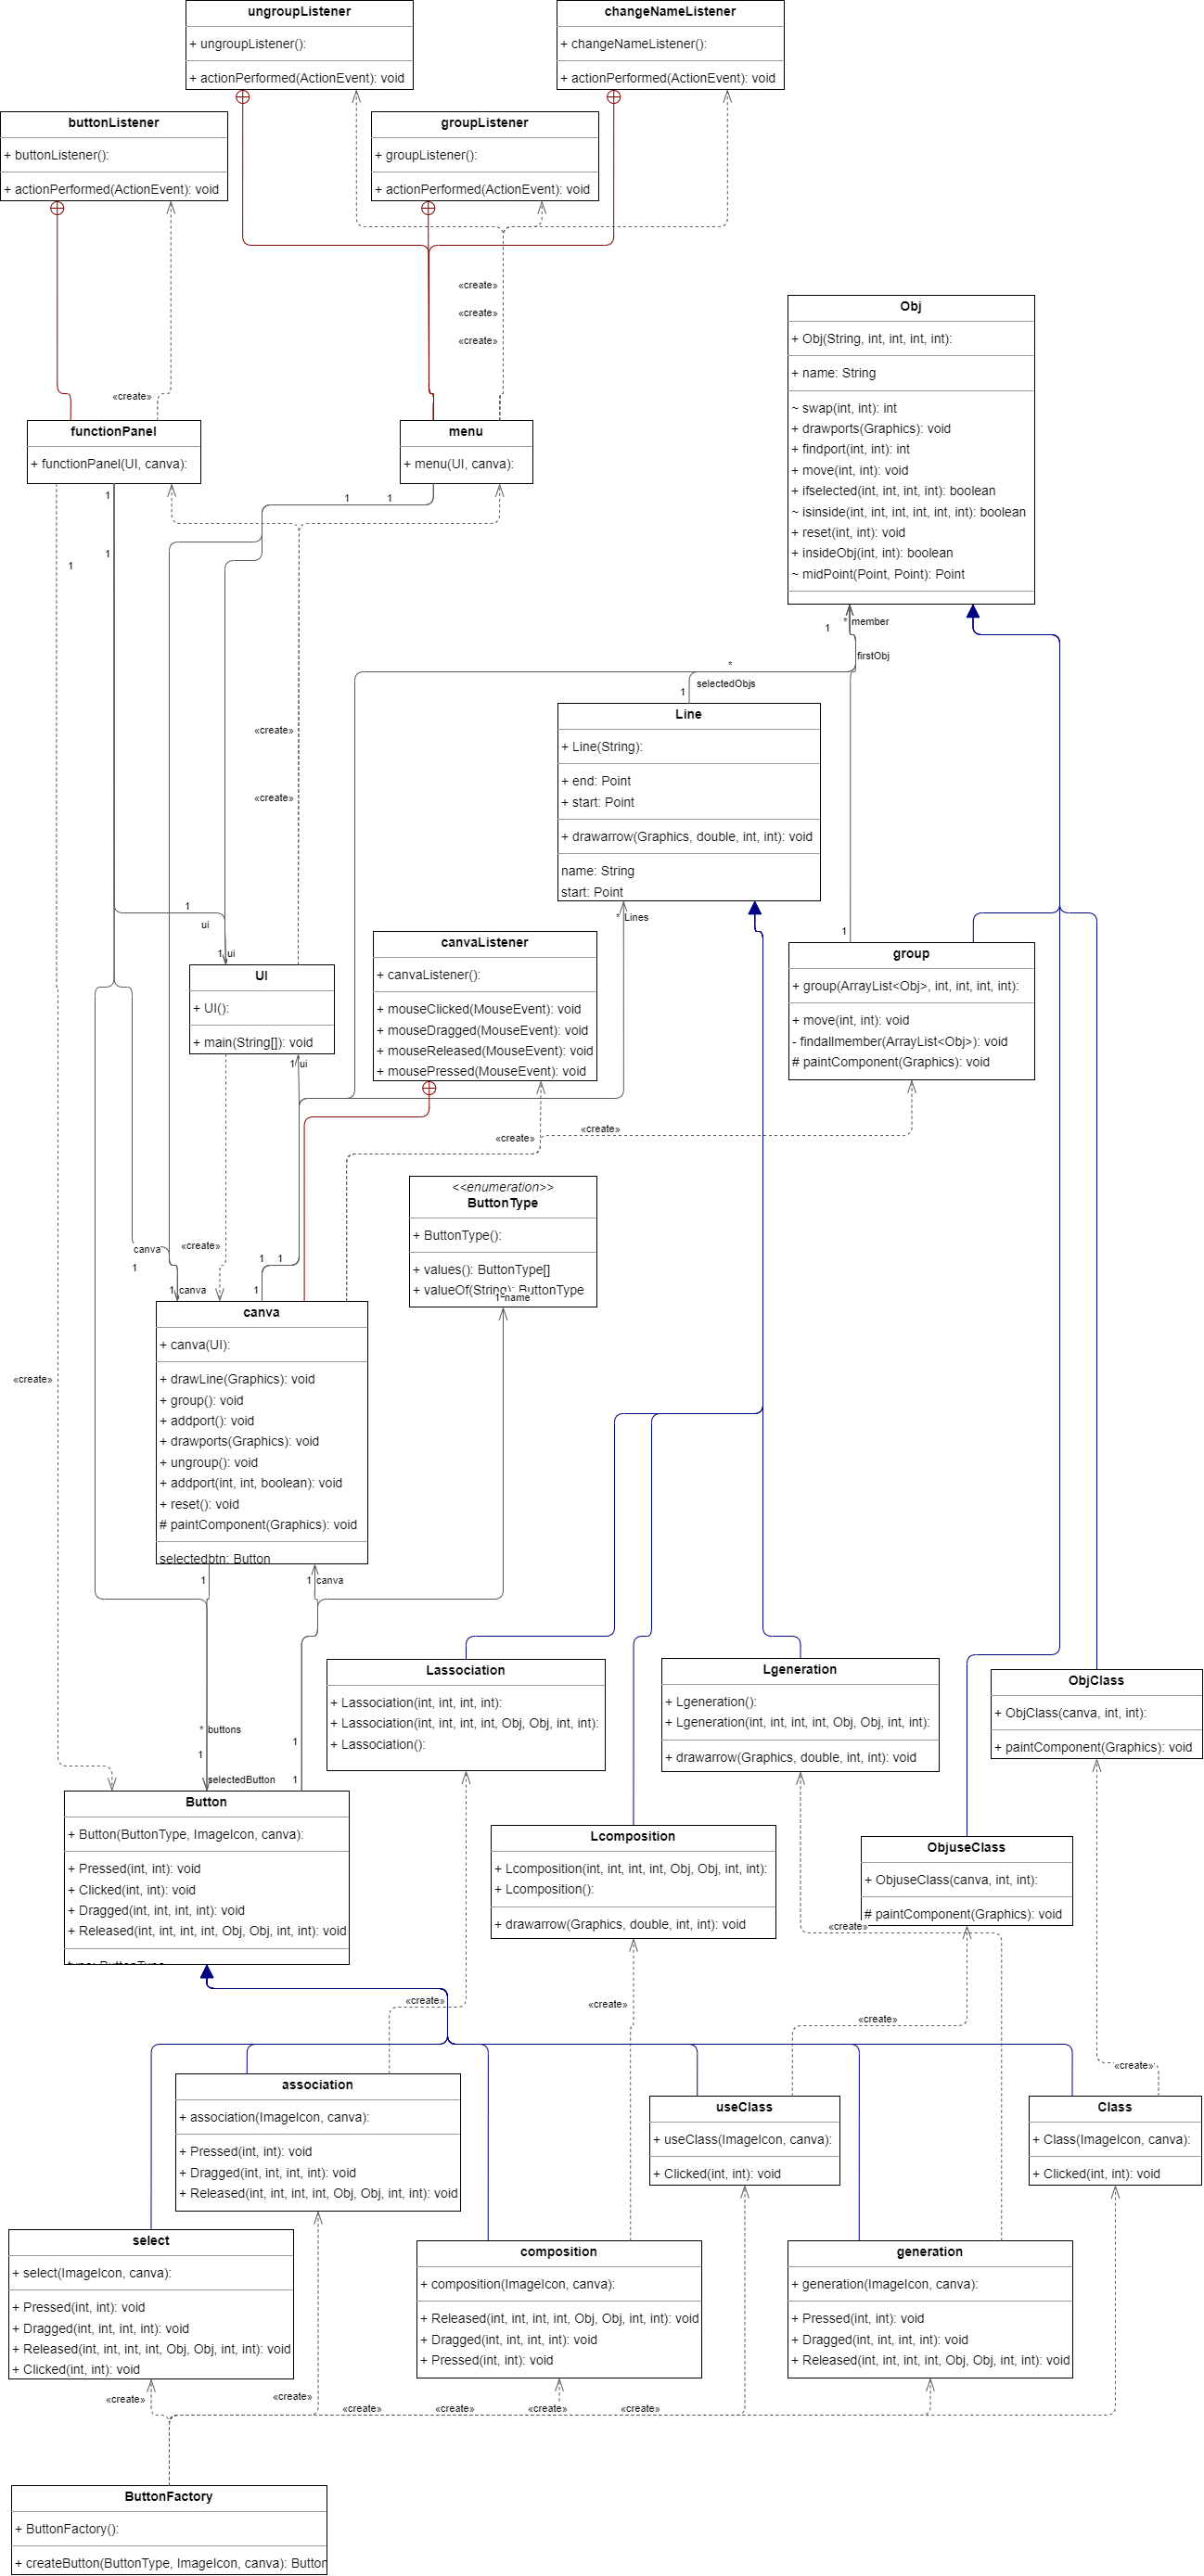 ungroupListener
+ ungroupListener():
+ actionPerformed(ActionEvent): void
changeNameListener
+ changeNameListener():
+ actionPerformed(ActionEvent): void
buttonListener
+ buttonListener():
+ actionPerformed(ActionEvent): void
groupListener
+ groupListener():
+ actionPerformed(ActionEvent): void
«create»
«create»
«create»
«create»
Obj
+ Obj(String, int, int, int, int):
+ name: String
~ swap(int, int): int
+ drawports(Graphics): void
+ findport(int, int): int
+ move(int, int): void
+ ifselected(int, int, int, int): boolean
~ isinside(int, int, int, int, int, int): boolean
+ reset(int, int): void
+ insideObj(int, int): boolean
~ midPoint(Point, Point): Point
functionPanel
+ functionPanel(UI, canva):
menu
+ menu(UI, canva):
1
1
1
1
1
* member
1
firstObj
*
selectedObjs
1
Line
+ Line(String):
+ end: Point
+ start: Point
+ drawarrow(Graphics, double, int, int): void
name: String
start: Point
«create»
«create»
1
ui
1 ui
* Lines
1
UI
+ UI():
+ main(String[]): void
1 ui
canvaListener
+ canvaListener():
+ mouseClicked(MouseEvent): void
+ mouseDragged(MouseEvent): void
+ mouseReleased(MouseEvent): void
+ mousePressed(MouseEvent): void
group
+ group(ArrayList<Obj>, int, int, int, int):
+ move(int, int): void
- findallmember(ArrayList<Obj>): void
# paintComponent(Graphics): void
«create»
«create»
<<enumeration>>
ButtonType
+ ButtonType():
+ values(): ButtonType[]
+ valueOf(String): ButtonType
1 name
canva
1
«create»
1
1
1 canva
1
canva
+ canva(UI):
+ drawLine(Graphics): void
+ group(): void
+ addport(): void
+ drawports(Graphics): void
+ ungroup(): void
+ addport(int, int, boolean): void
+ reset(): void
# paintComponent(Graphics): void
selectedbtn: Button
«create»
1
1 canva
Lassociation
+ Lassociation(int, int, int, int):
+ Lassociation(int, int, int, int, Obj, Obj, int, int):
+ Lassociation():
Lgeneration
+ Lgeneration():
+ Lgeneration(int, int, int, int, Obj, Obj, int, int):
+ drawarrow(Graphics, double, int, int): void
ObjClass
+ ObjClass(canva, int, int):
+ paintComponent(Graphics): void
* buttons
1
1
selectedButton
1
Button
+ Button(ButtonType, ImageIcon, canva):
+ Pressed(int, int): void
+ Clicked(int, int): void
+ Dragged(int, int, int, int): void
+ Released(int, int, int, int, Obj, Obj, int, int): void
type: ButtonType
Lcomposition
+ Lcomposition(int, int, int, int, Obj, Obj, int, int):
+ Lcomposition():
+ drawarrow(Graphics, double, int, int): void
ObjuseClass
+ ObjuseClass(canva, int, int):
# paintComponent(Graphics): void
«create»
«create»
«create»
«create»
«create»
association
+ association(ImageIcon, canva):
+ Pressed(int, int): void
+ Dragged(int, int, int, int): void
+ Released(int, int, int, int, Obj, Obj, int, int): void
useClass
+ useClass(ImageIcon, canva):
+ Clicked(int, int): void
Class
+ Class(ImageIcon, canva):
+ Clicked(int, int): void
select
+ select(ImageIcon, canva):
+ Pressed(int, int): void
+ Dragged(int, int, int, int): void
+ Released(int, int, int, int, Obj, Obj, int, int): void
+ Clicked(int, int): void
composition
+ composition(ImageIcon, canva):
+ Released(int, int, int, int, Obj, Obj, int, int): void
+ Dragged(int, int, int, int): void
+ Pressed(int, int): void
generation
+ generation(ImageIcon, canva):
+ Pressed(int, int): void
+ Dragged(int, int, int, int): void
+ Released(int, int, int, int, Obj, Obj, int, int): void
«create»
«create»
«create»
«create»
«create»
«create»
ButtonFactory
+ ButtonFactory():
+ createButton(ButtonType, ImageIcon, canva): Button